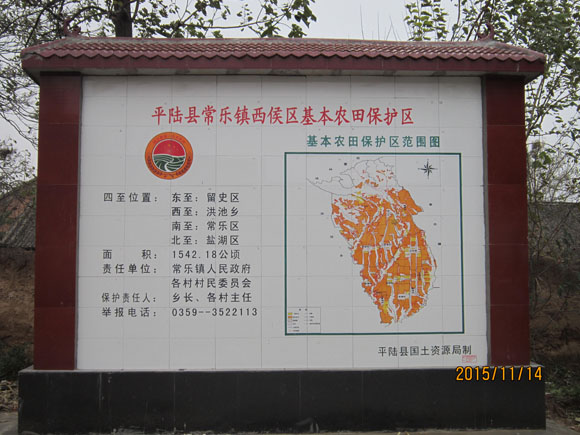 平陆县常乐镇西侯区基本农田保护区
基本农田保护区范围图
四至位置： 东至：留史区
西至：洪池乡
南至：常乐区
北至：盐湖区
面 积： 1542.18公顷
责任单位： 常乐镇人民政府
各村村民委员会
保护责任人： 乡长、各村主任
举报电话： 0359--3522113
平陆县国土资源局制
2015/11/14